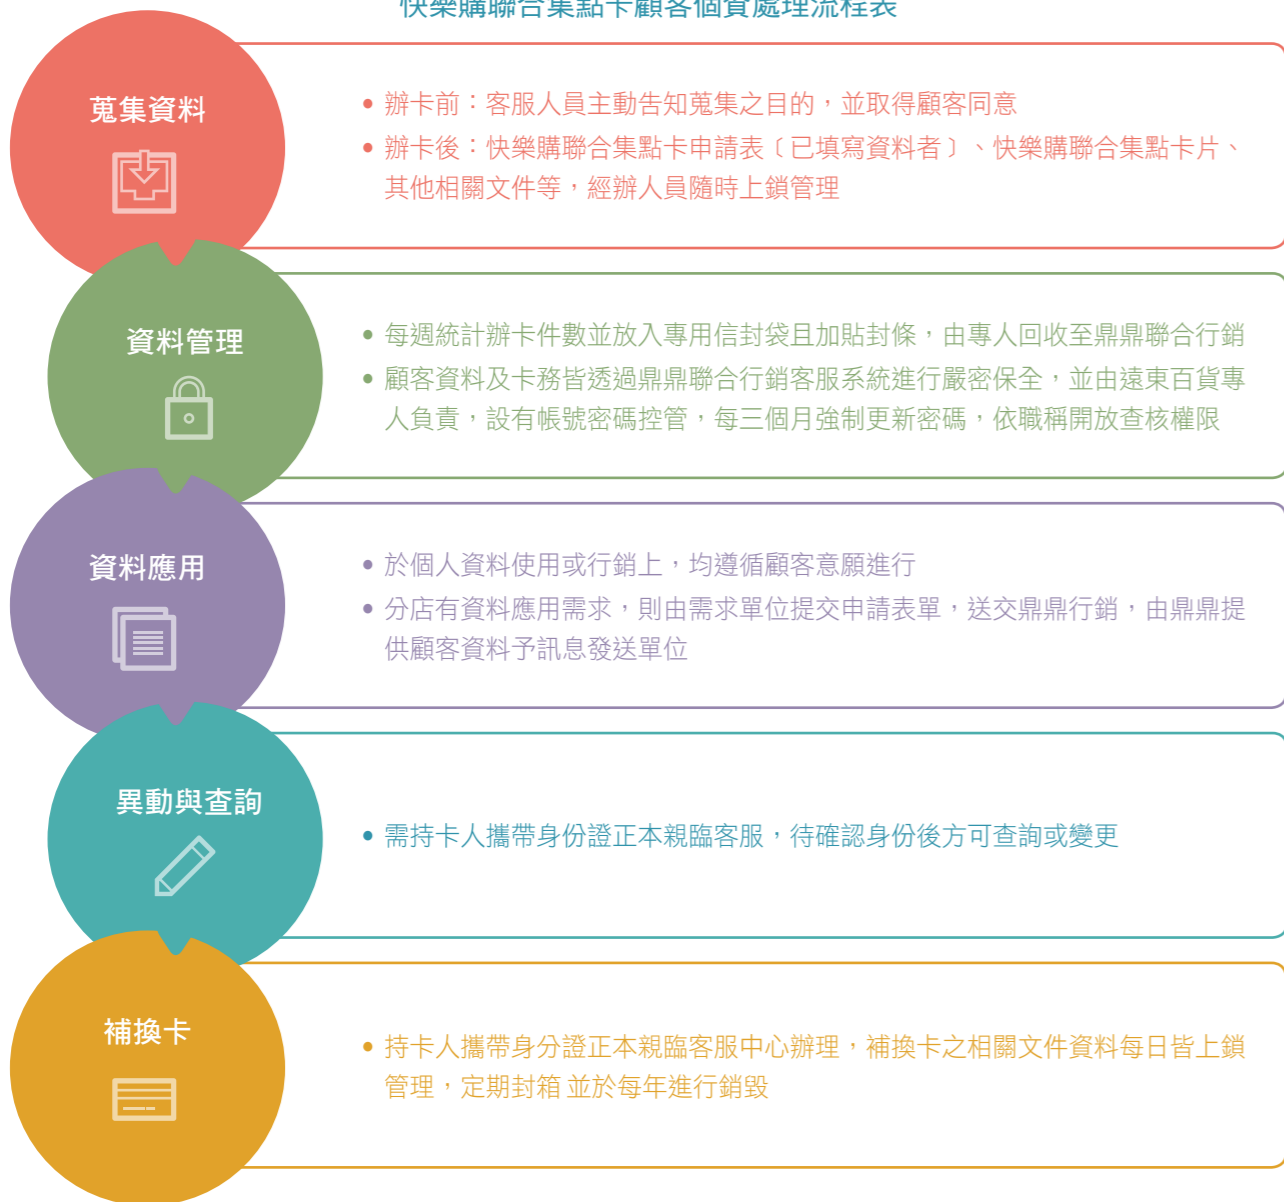 快樂購聯合集點卡顧客個資處理流程表
蒐集資料
• 辦卡前：客服人員主動告知蒐集之目的，並取得顧客同意
• 辦卡後：快樂購聯合集點卡申請表〔已填寫資料者〕、快樂購聯合集點卡片、
其他相關文件等，經辦人員隨時上鎖管理
資料管理
• 每週統計辦卡件數並放入專用信封袋且加貼封條，由專人回收至鼎鼎聯合行銷
• 顧客資料及卡務皆透過鼎鼎聯合行銷客服系統進行嚴密保全，並由遠東百貨專
人負責，設有帳號密碼控管，每三個月強制更新密碼，依職稱開放查核權限
資料應用
• 於個人資料使用或行銷上，均遵循顧客意願進行
• 分店有資料應用需求，則由需求單位提交申請表單，送交鼎鼎行銷，由鼎鼎提
供顧客資料予訊息發送單位
異動與查詢
• 需持卡人攜帶身份證正本親臨客服，待確認身份後方可查詢或變更
補換卡
• 持卡人攜帶身分證正本親臨客服中心辦理，補換卡之相關文件資料每日皆上鎖
管理，定期封箱 並於每年進行銷毀